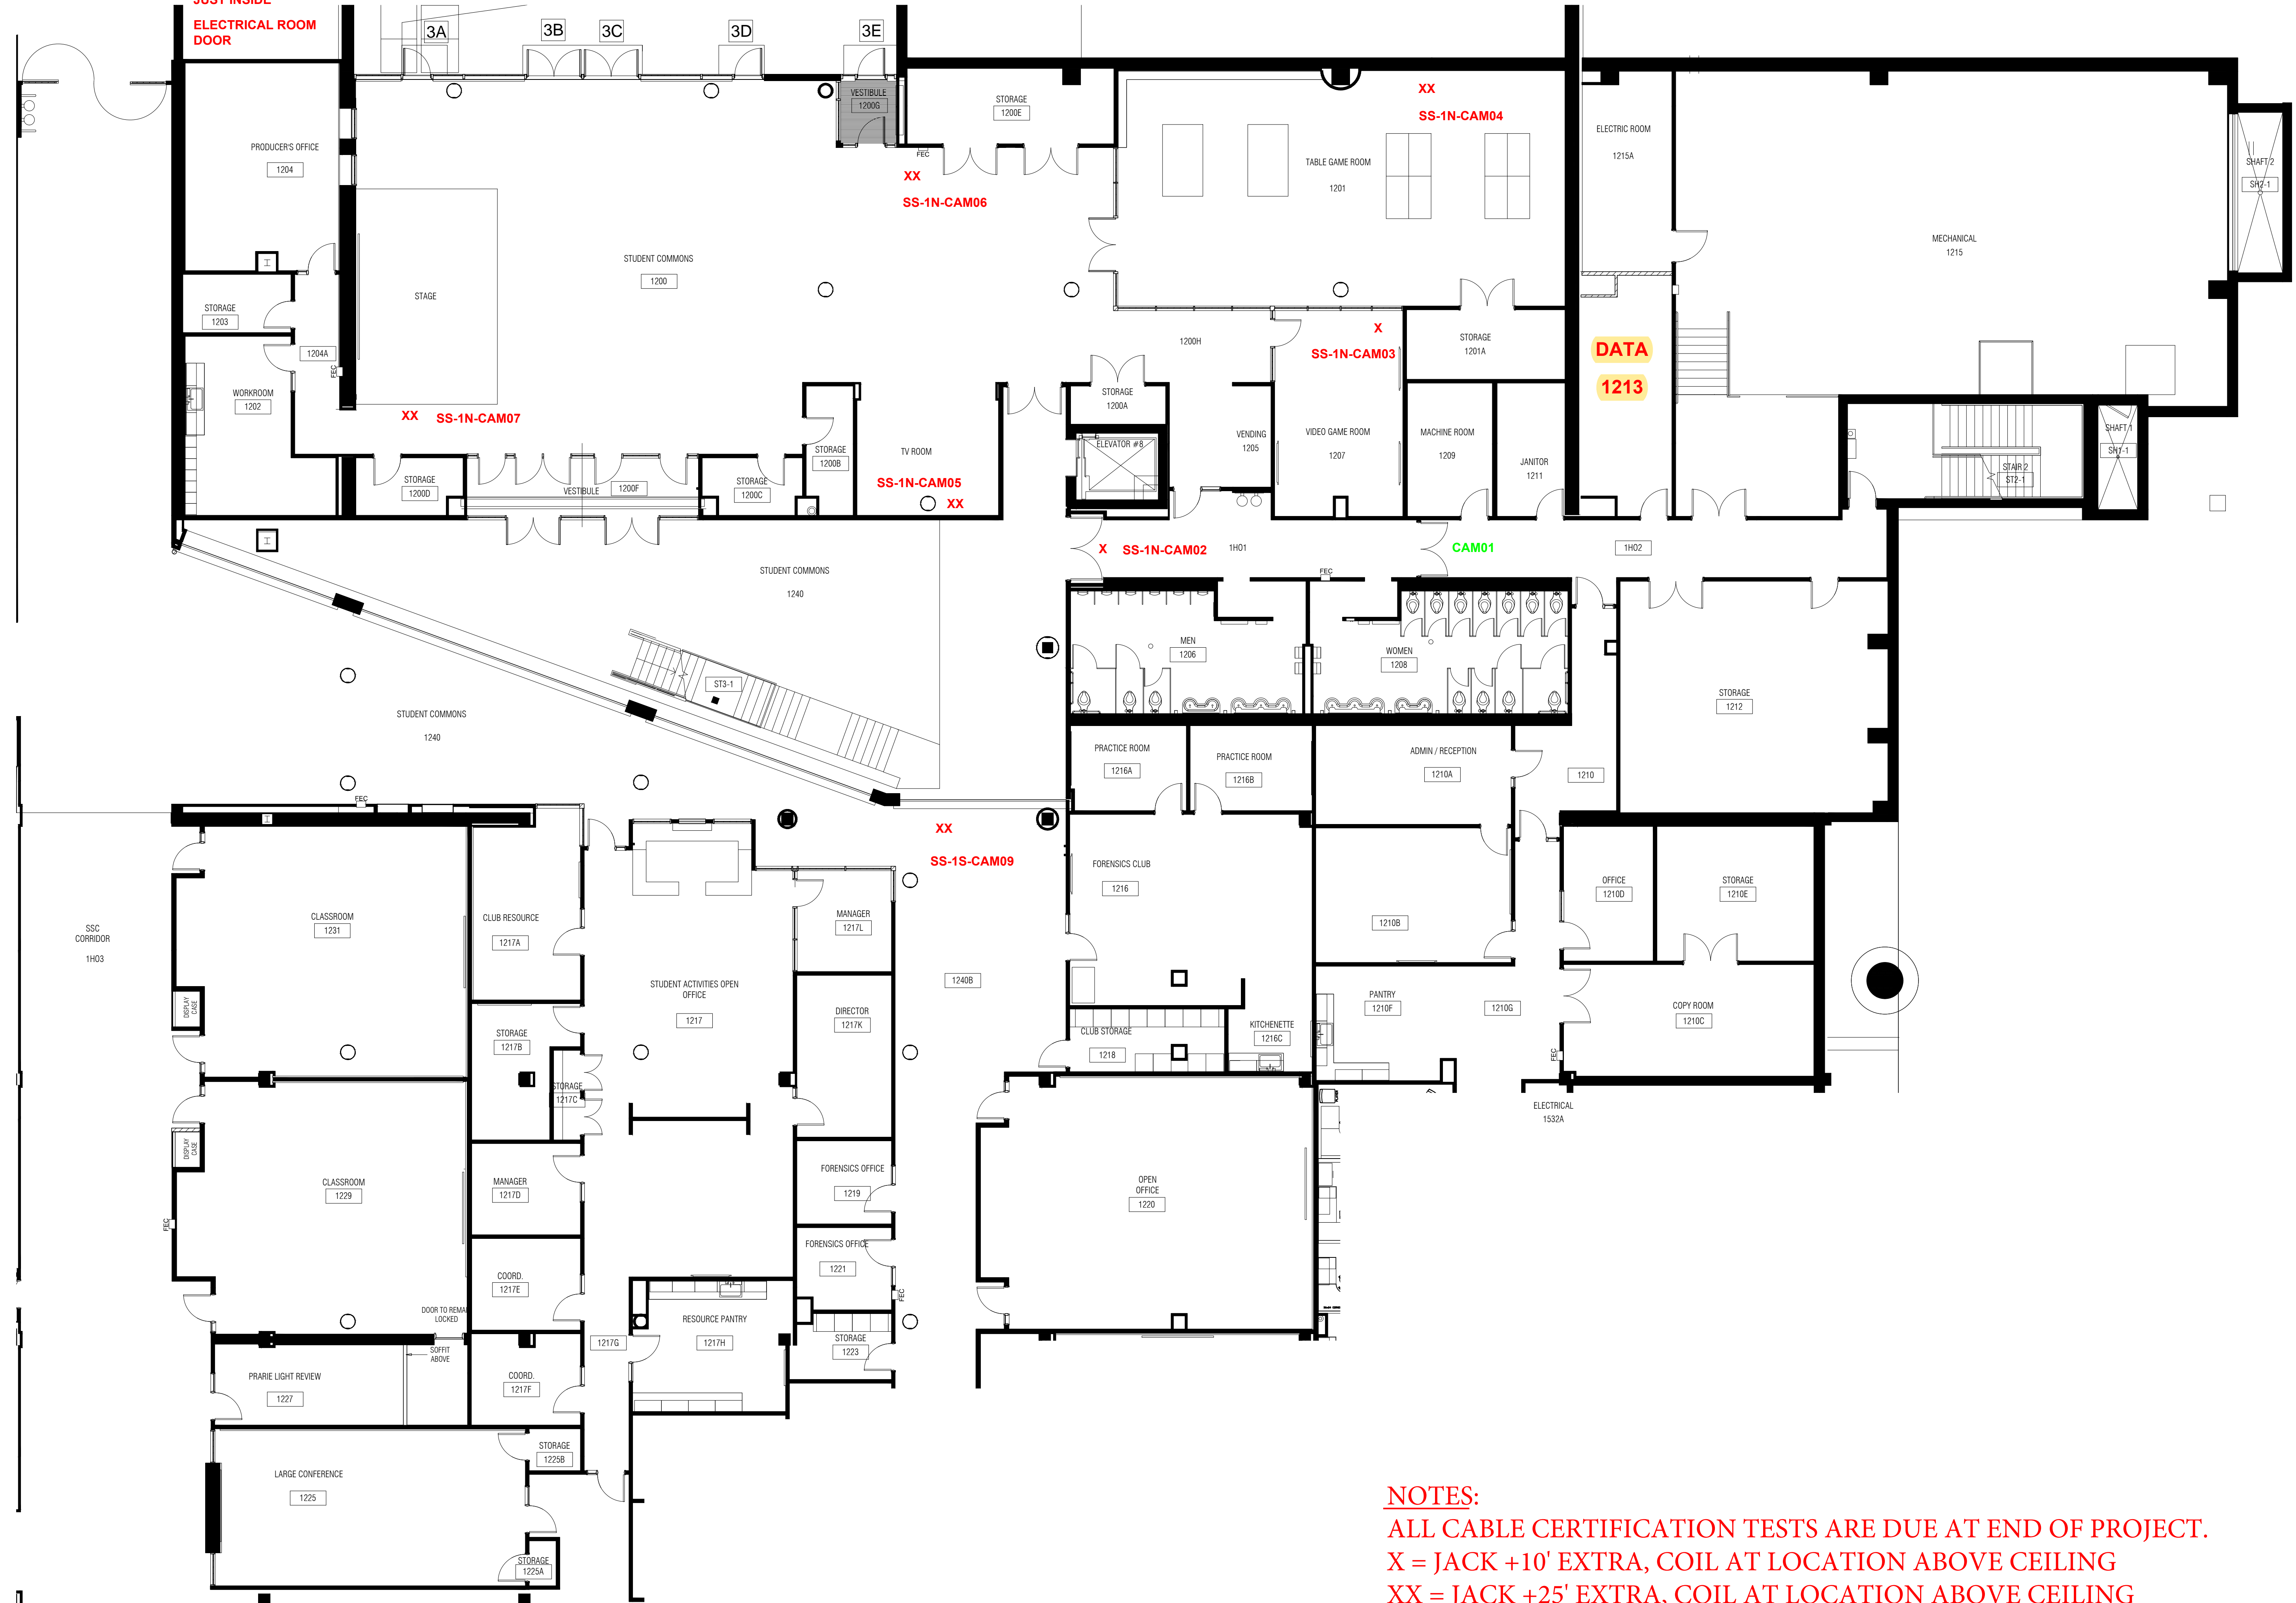 JUST INSIDE
ELECTRICAL ROOM
DOOR
3A
3B
3C
3D
3E
VESTIBULE
1200G
STORAGE
1200E
FEC
XX
SS-1N-CAM04
XX
SS-1N-CAM06
PRODUCER'S OFFICE
1204
TABLE GAME ROOM
1201
ELECTRIC ROOM
1215A
MECHANICAL
1215
SHAFT 2
SH2-1
STUDENT COMMONS
1200
STAGE
STORAGE
1203
1204A
FEC
WORKROOM
1202
XX
SS-1N-CAM07
1200H
X
SS-1N-CAM03
STORAGE
1201A
DATA
1213
STORAGE
1200A
ELEVATOR #8
VENDING
1205
VIDEO GAME ROOM
1207
MACHINE ROOM
1209
JANITOR
1211
SHAFT 1
SH1-1
STAIR 2
ST2-1
STORAGE
1200D
VESTIBULE
1200F
STORAGE
1200C
STORAGE
1200B
TV ROOM
SS-1N-CAM05
XX
X
SS-1N-CAM02
1H01
CAM01
1H02
FEC
STUDENT COMMONS
1240
MEN
1206
WOMEN
1208
ST3-1
STORAGE
1212
STUDENT COMMONS
1240
PRACTICE ROOM
1216A
PRACTICE ROOM
1216B
ADMIN / RECEPTION
1210A
1210
FEC
XX
SS-1S-CAM09
FORENSICS CLUB
1216
OFFICE
1210D
STORAGE
1210E
1210B
SSC
CORRIDOR
1H03
CLASSROOM
1231
CLUB RESOURCE
1217A
MANAGER
1217L
1240B
DISPLAY
CASE
STUDENT ACTIVITIES OPEN
OFFICE
1217
DIRECTOR
1217K
STORAGE
1217B
STORAGE
1217C
CLUB STORAGE
1218
KITCHENETTE
1216C
PANTRY
1210F
1210G
COPY ROOM
1210C
FEC
ELECTRICAL
1532A
DISPLAY
CASE
CLASSROOM
1229
FEC
MANAGER
1217D
FORENSICS OFFICE
1219
OPEN
OFFICE
1220
FORENSICS OFFICE
1221
FEC
COORD.
1217E
DOOR TO REMA
LOCKED
RESOURCE PANTRY
1217H
1217G
STORAGE
1223
SOFFIT
ABOVE
PRARIE LIGHT REVIEW
1227
COORD.
1217F
STORAGE
1225B
LARGE CONFERENCE
1225
STORAGE
1225A
NOTES:
ALL CABLE CERTIFICATION TESTS ARE DUE AT END OF PROJECT.
X = JACK +10' EXTRA, COIL AT LOCATION ABOVE CEILING
XX = JACK +25' EXTRA, COIL AT LOCATION ABOVE CEILING